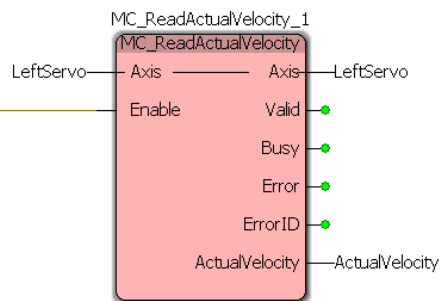 MC_ReadActualVelocity_1
MC_ReadActualVelocity
LeftServo Axis Axis LeftServo
Enable Valid
Busy
Error
ErrorID
ActualVelocity ActualVelocity